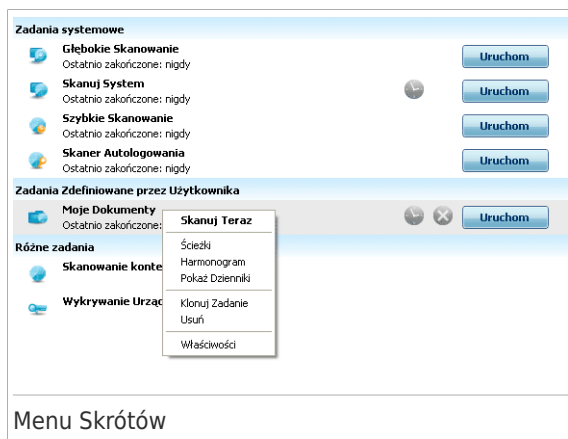 Zadania systemowe
Głębokie Skanowanie
Ostatnio zakończone: nigdy
Uruchom
Skanuj System
Ostatnio zakończone: nigdy
Uruchom
Szybkie Skanowanie
Ostatnio zakończone: nigdy
Uruchom
Skaner Autologowania
Ostatnio zakończone: nigdy
Uruchom
Zadania Zdefiniowane przez Użytkownika
Moje Dokumenty
Ostatnio zakończone:
Uruchom
Skanuj Teraz
Ścieżki
Harmonogram
Pokaż Dzienniki
Klonuj Zadanie
Usuń
Właściwości
Różne zadania
Skanowanie konte
Wykrywanie Urząd
Menu Skrótów